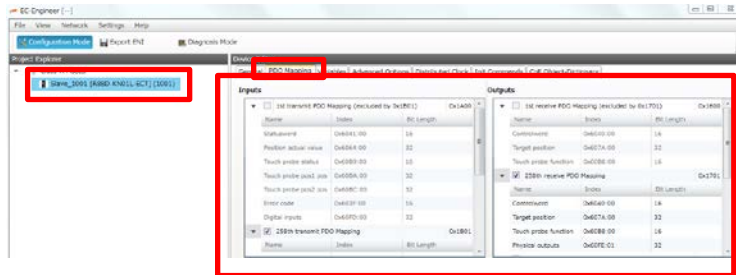 EC-Engineer [--]
File View Network Settings Help
Configuration Mode Export ENI Diagnosis Mode
Project Explorer
Slave_1001 [R88D-KN01L-ECT] (1001)
General PDO Mapping Variables Advanced Options Distributed Clock Init Commands CoE Object-Dictionary
Inputs
1st transmit PDO Mapping (excluded by 0x1B01) 0x1A00
Name Index Bit Length
Statusword 0x6041:00 16
Position actual value 0x6064:00 32
Touch probe status 0x60B9:00 16
Touch probe pos1 pos 0x60BA:00 32
Touch probe pos2 pos 0x60BC:00 32
Error code 0x603F:00 16
Digital inputs 0x60FD:00 32
258th transmit PDO Mapping 0x1B01
Name Index Bit Length
Outputs
1st receive PDO Mapping (excluded by 0x1701) 0x1600
Name Index Bit Length
Controlword 0x6040:00 16
Target position 0x607A:00 32
Touch probe function 0x60B8:00 16
258th receive PDO Mapping 0x1701
Name Index Bit Length
Controlword 0x6040:00 16
Target position 0x607A:00 32
Touch probe function 0x60B8:00 16
Physical outputs 0x60FE:01 32